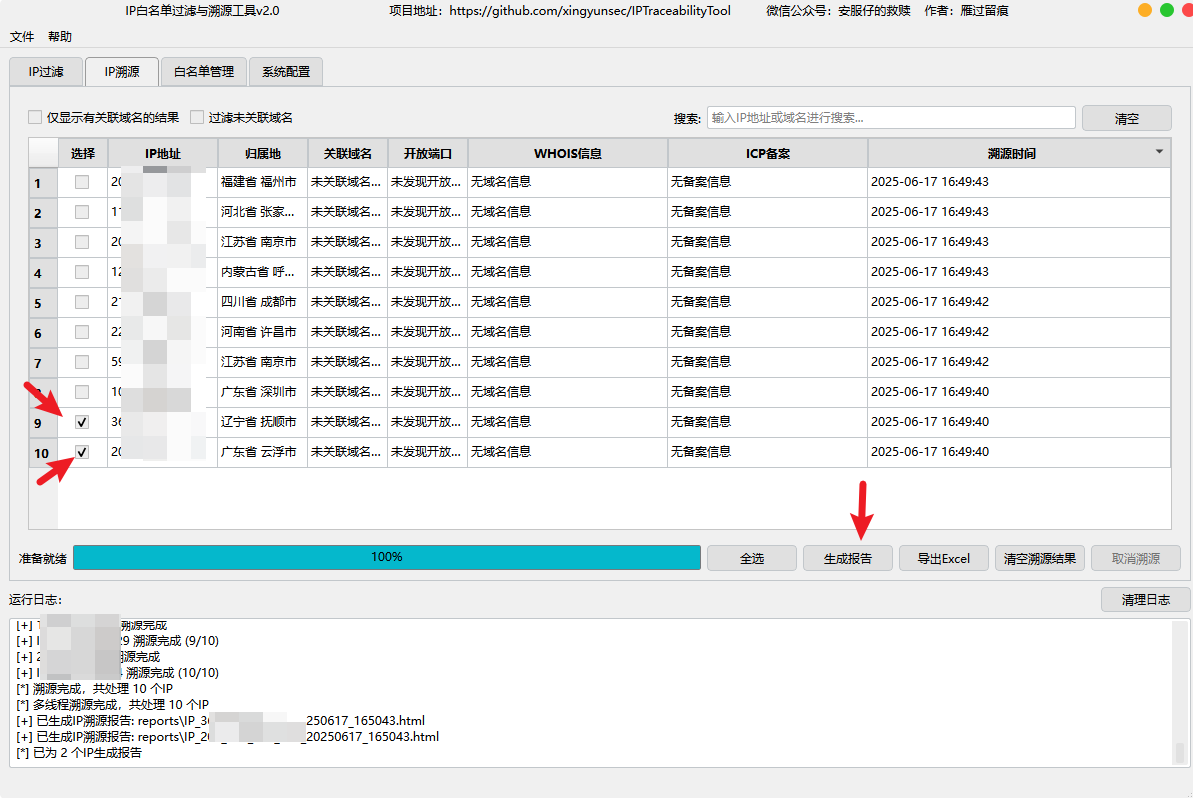 IP白名单过滤与溯源工具v2.0 项目地址：https://github.com/xingyunsec/IPTraceabilityTool 微信公众号：安服仔的救赎 作者：雁过留痕
文件 帮助
IP过滤 IP溯源 白名单管理 系统配置
仅显示有关联域名的结果 过滤未关联域名 搜索: 输入IP地址或域名进行搜索... 清空
选择 IP地址 归属地 关联域名 开放端口 WHOIS信息 ICP备案 溯源时间
1 20 福建省 福州市 未关联域名... 未发现开放... 无域名信息 无备案信息 2025-06-17 16:49:43
2 11 河北省 张家... 未关联域名... 未发现开放... 无域名信息 无备案信息 2025-06-17 16:49:43
3 20 江苏省 南京市 未关联域名... 未发现开放... 无域名信息 无备案信息 2025-06-17 16:49:43
4 12 内蒙古省 呼... 未关联域名... 未发现开放... 无域名信息 无备案信息 2025-06-17 16:49:43
5 21 四川省 成都市 未关联域名... 未发现开放... 无域名信息 无备案信息 2025-06-17 16:49:42
6 22 河南省 许昌市 未关联域名... 未发现开放... 无域名信息 无备案信息 2025-06-17 16:49:42
7 59 江苏省 南京市 未关联域名... 未发现开放... 无域名信息 无备案信息 2025-06-17 16:49:42
10 广东省 深圳市 未关联域名... 未发现开放... 无域名信息 无备案信息 2025-06-17 16:49:40
9 36 辽宁省 抚顺市 未关联域名... 未发现开放... 无域名信息 无备案信息 2025-06-17 16:49:40
10 20 广东省 云浮市 未关联域名... 未发现开放... 无域名信息 无备案信息 2025-06-17 16:49:40
准备就绪 100% 全选 生成报告 导出Excel 清空溯源结果 取消溯源
运行日志: 清理日志
[+] 溯源完成
[+] 29 溯源完成 (9/10)
[+] 2 溯源完成
[+] 溯源完成 (10/10)
[*] 溯源完成，共处理 10 个IP
[*] 多线程溯源完成，共处理 10 个IP
[+] 已生成IP溯源报告: reports\IP_36 250617_165043.html
[+] 已生成IP溯源报告: reports\IP_20 _20250617_165043.html
[*] 已为 2 个IP生成报告